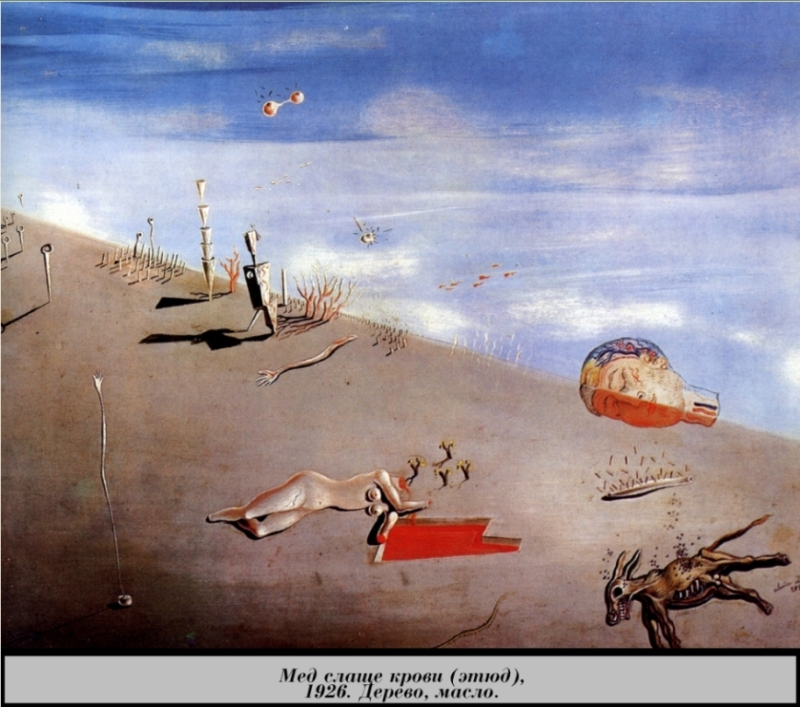 Мед слаще крови (этюд),
1926. Дерево, масло.